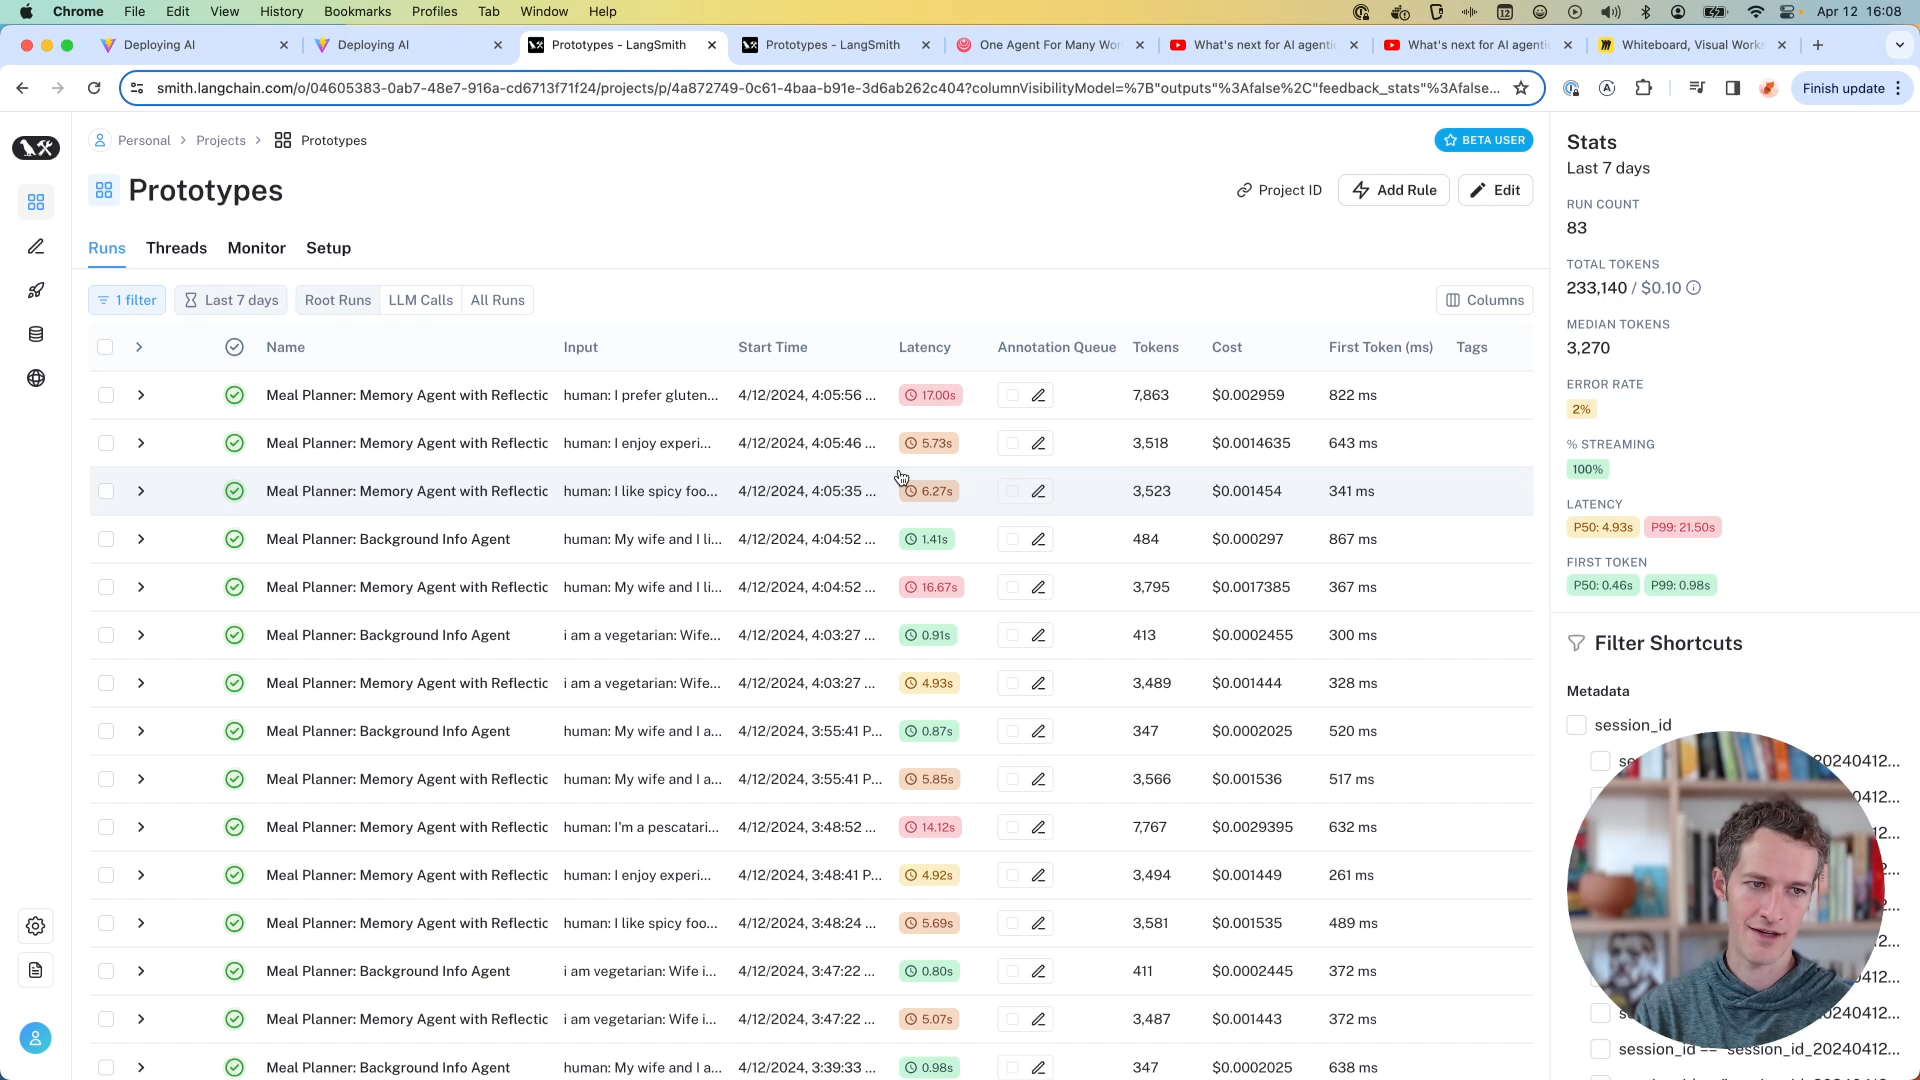 Chrome File Edit View History Bookmarks Profiles Tab Window Help Apr 12 16:08
Deploying AI Deploying AI Prototypes - LangSmith Prototypes - LangSmith One Agent For Many Wor What's next for AI agenti What's next for AI agenti Whiteboard, Visual Works
smith.langchain.com/o/04605383-0ab7-48e7-916a-cd6713f71f24/projects/p/4a872749-0c61-4baa-b91e-3d6ab262c404?columnVisibilityModel=%7B"outputs"%3Afalse%2C"feedback_stats"%3Afalse... Finish update
Personal > Projects > Prototypes BETA USER
Prototypes Project ID Add Rule Edit
Runs Threads Monitor Setup
1 filter Last 7 days Root Runs LLM Calls All Runs Columns
Name Input Start Time Latency Annotation Queue Tokens Cost First Token (ms) Tags
Meal Planner: Memory Agent with Reflectic human: I prefer gluten... 4/12/2024, 4:05:56 ... 17.00s 7,863 $0.002959 822 ms
Meal Planner: Memory Agent with Reflectic human: I enjoy experi... 4/12/2024, 4:05:46 ... 5.73s 3,518 $0.0014635 643 ms
Meal Planner: Memory Agent with Reflectic human: I like spicy foo... 4/12/2024, 4:05:35 ... 6.27s 3,523 $0.001454 341 ms
Meal Planner: Background Info Agent human: My wife and I li... 4/12/2024, 4:04:52 ... 1.41s 484 $0.000297 867 ms
Meal Planner: Memory Agent with Reflectic human: My wife and I li... 4/12/2024, 4:04:52 ... 16.67s 3,795 $0.0017385 367 ms
Meal Planner: Background Info Agent i am a vegetarian: Wife... 4/12/2024, 4:03:27 ... 0.91s 413 $0.0002455 300 ms
Meal Planner: Memory Agent with Reflectic i am a vegetarian: Wife... 4/12/2024, 4:03:27 ... 4.93s 3,489 $0.001444 328 ms
Meal Planner: Background Info Agent human: My wife and I a... 4/12/2024, 3:55:41 P... 0.87s 347 $0.0002025 520 ms
Meal Planner: Memory Agent with Reflectic human: My wife and I a... 4/12/2024, 3:55:41 P... 5.85s 3,566 $0.001536 517 ms
Meal Planner: Memory Agent with Reflectic human: I'm a pescatari... 4/12/2024, 3:48:52 ... 14.12s 7,767 $0.0029395 632 ms
Meal Planner: Memory Agent with Reflectic human: I enjoy experi... 4/12/2024, 3:48:41 P... 4.92s 3,494 $0.001449 261 ms
Meal Planner: Memory Agent with Reflectic human: I like spicy foo... 4/12/2024, 3:48:24 ... 5.69s 3,581 $0.001535 489 ms
Meal Planner: Background Info Agent i am vegetarian: Wife i... 4/12/2024, 3:47:22 ... 0.80s 411 $0.0002445 372 ms
Meal Planner: Memory Agent with Reflectic i am vegetarian: Wife i... 4/12/2024, 3:47:22 ... 5.07s 3,487 $0.001443 372 ms
Meal Planner: Background Info Agent human: My wife and I a... 4/12/2024, 3:39:33 ... 0.98s 347 $0.0002025 638 ms
Stats
Last 7 days
RUN COUNT
83
TOTAL TOKENS
233,140 / $0.10
MEDIAN TOKENS
3,270
ERROR RATE
2%
% STREAMING
100%
LATENCY
P50: 4.93s P99: 21.50s
FIRST TOKEN
P50: 0.46s P99: 0.98s
Filter Shortcuts
Metadata
session_id
se 20240412...
0412...
2...
2...
2...
412...
412...
s 20240412...
session_id == "session_id_20240412...